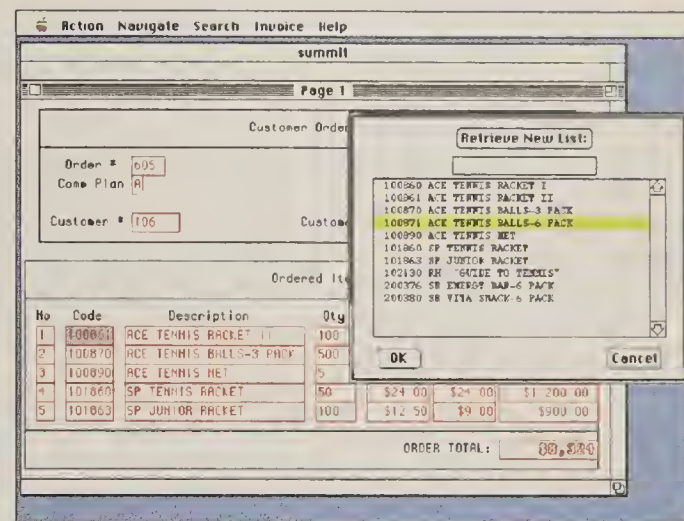 Action Navigate Search Invoice Help
summit
Page 1
Customer Order
Order # 605
Comm Plan A
Customer # 106
Custome
Retrieve New List:
100860 ACE TENNIS RACKET I
100861 ACE TENNIS RACKET II
100870 ACE TENNIS BALLS-3 PACK
100871 ACE TENNIS BALLS-6 PACK
100890 ACE TENNIS NET
101860 SP TENNIS RACKET
101863 SP JUNIOR RACKET
102130 RH "GUIDE TO TENNIS"
200376 SB ENERGY BAR-6 PACK
200380 SB VITA SNACK-6 PACK
OK
Cancel
Ordered Ite
No Code Description Qty
1 100861 ACE TENNIS RACKET II 100
2 100870 ACE TENNIS BALLS-3 PACK 500
3 100890 ACE TENNIS NET 5
4 101860 SP TENNIS RACKET 50 $24 00 $24 00 $1 200 00
5 101863 SP JUNIOR RACKET 100 $12 50 $9 00 $900 00
ORDER TOTAL: